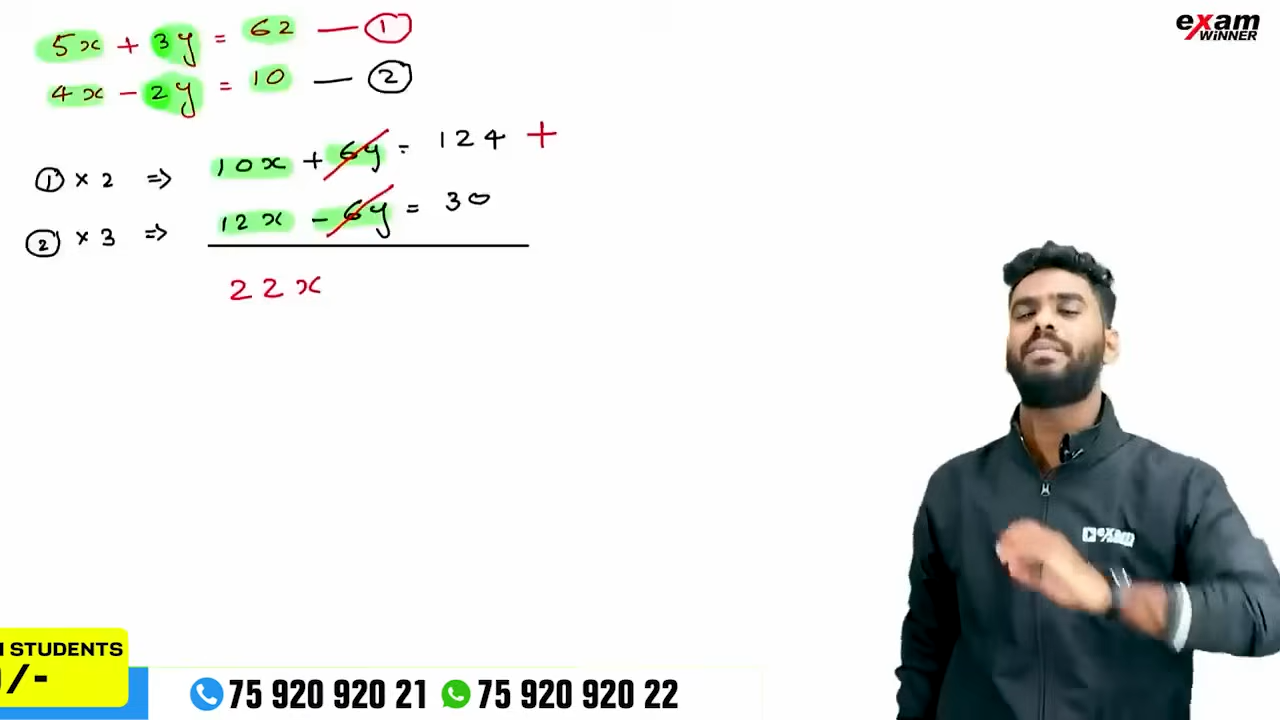 5x + 3y = 62 — ①
4x - 2y = 10 — ②
① × 2 ⇒ 10x + 6y = 124 +
② × 3 ⇒ 12x - 6y = 30
22x
exam
WiNNER
exam
STUDENTS
/-
75 920 920 21 75 920 920 22